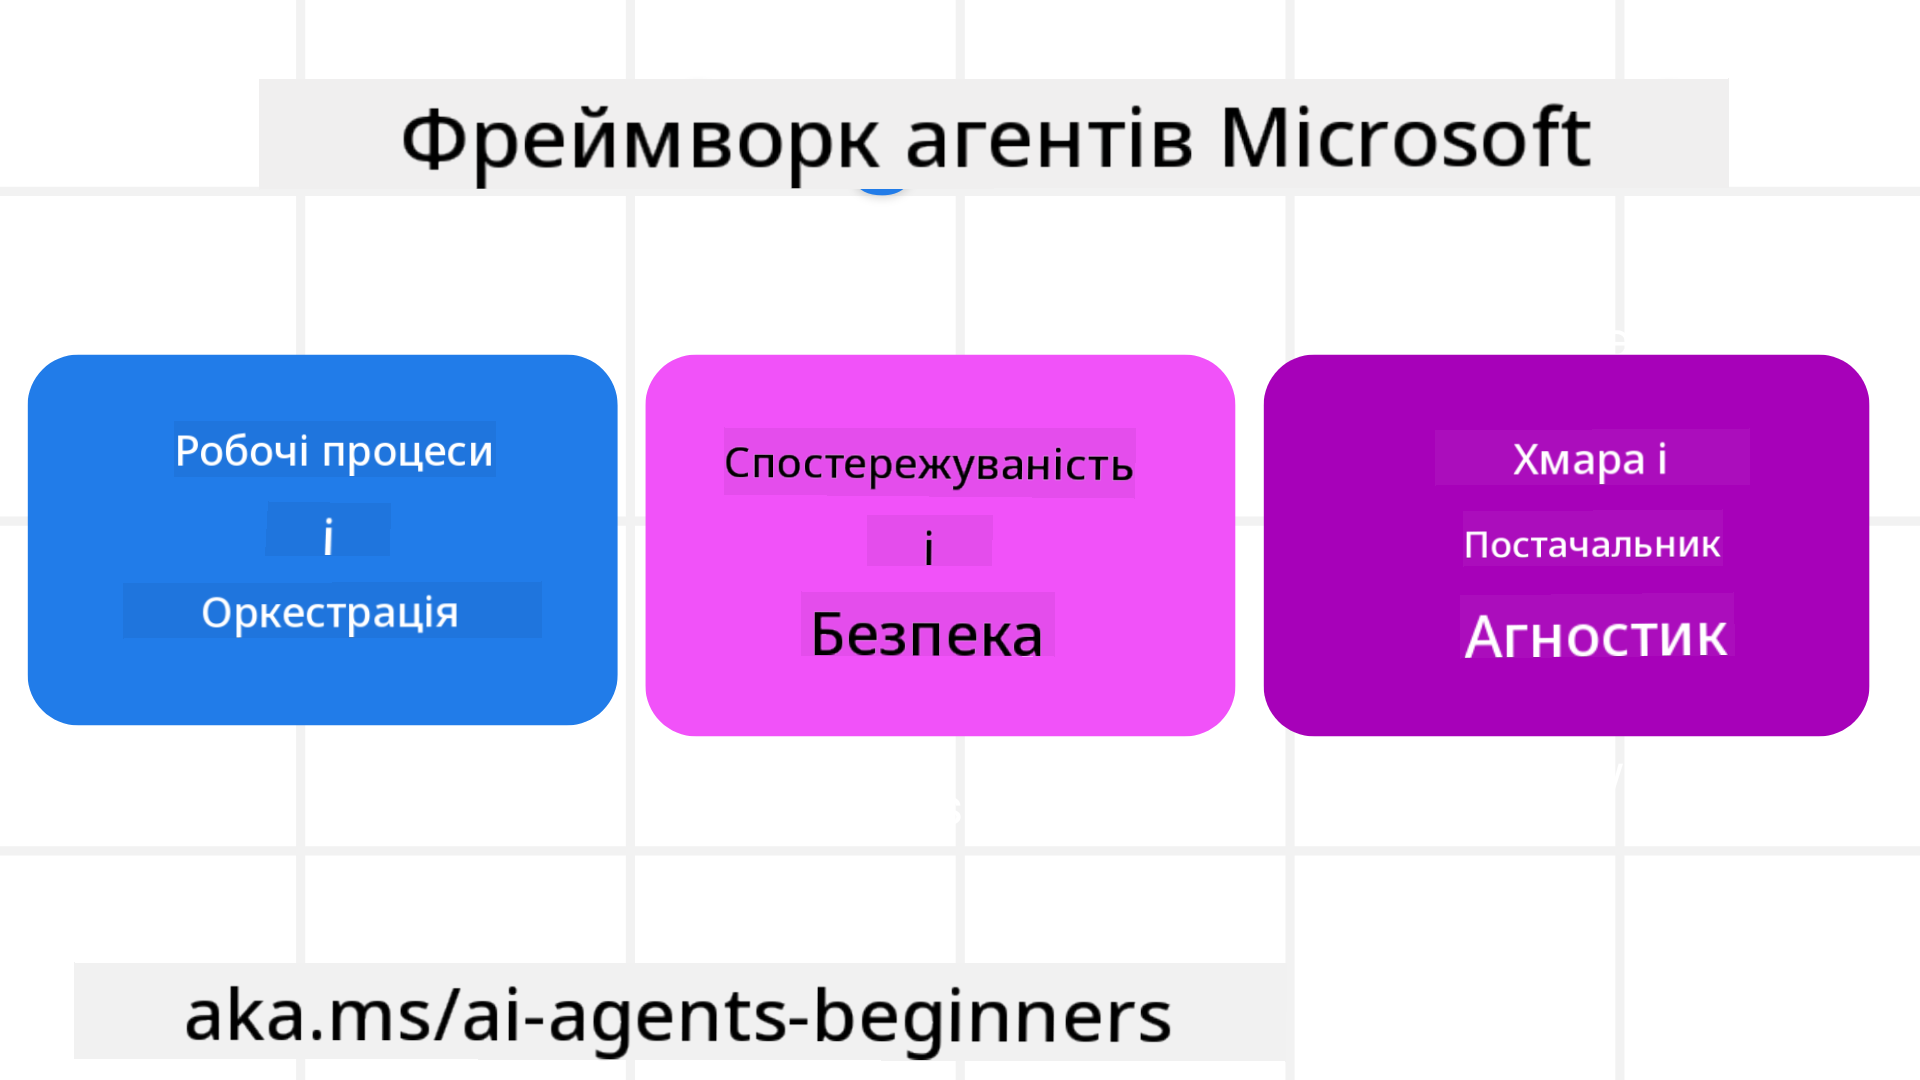 Фреймворк агентів Microsoft
Робочі процеси
і
Оркестрація
Спостережуваність
і
Безпека
Хмара і
Постачальник
Агностик
aka.ms/ai-agents-beginners